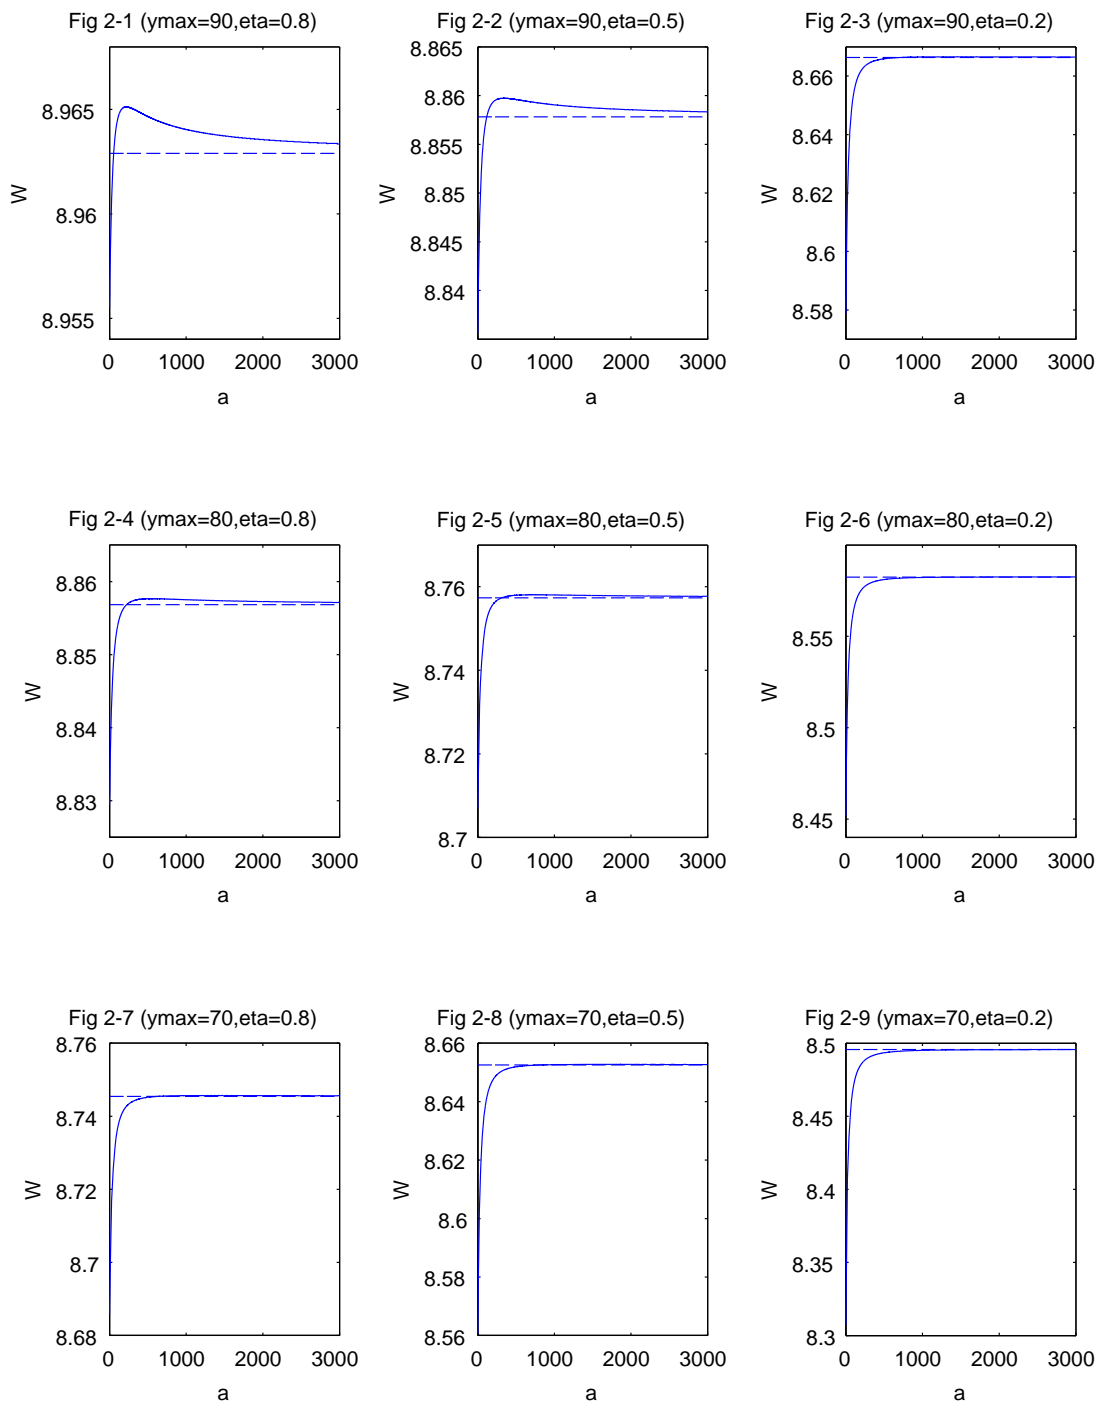 Fig 2-1 (ymax=90,eta=0.8)
8.965
8.96
8.955
W
0 1000 2000 3000
a
Fig 2-2 (ymax=90,eta=0.5)
8.865
8.86
8.855
8.85
8.845
8.84
W
0 1000 2000 3000
a
Fig 2-3 (ymax=90,eta=0.2)
8.66
8.64
8.62
8.6
8.58
W
0 1000 2000 3000
a
Fig 2-4 (ymax=80,eta=0.8)
8.86
8.85
8.84
8.83
W
0 1000 2000 3000
a
Fig 2-5 (ymax=80,eta=0.5)
8.76
8.74
8.72
8.7
W
0 1000 2000 3000
a
Fig 2-6 (ymax=80,eta=0.2)
8.55
8.5
8.45
W
0 1000 2000 3000
a
Fig 2-7 (ymax=70,eta=0.8)
8.76
8.74
8.72
8.7
8.68
W
0 1000 2000 3000
a
Fig 2-8 (ymax=70,eta=0.5)
8.66
8.64
8.62
8.6
8.58
8.56
W
0 1000 2000 3000
a
Fig 2-9 (ymax=70,eta=0.2)
8.5
8.45
8.4
8.35
8.3
W
0 1000 2000 3000
a